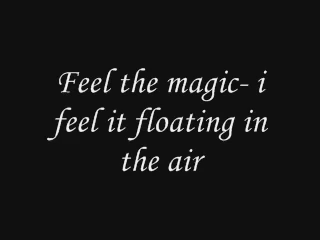 Feel the magic- i
feel it floating in
the air